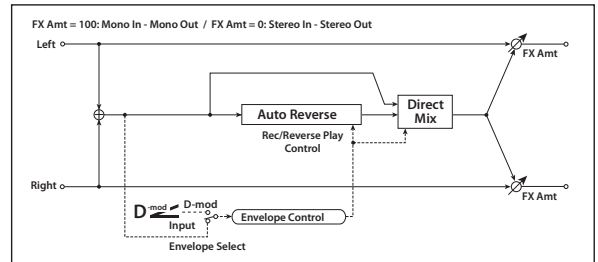 FX Amt = 100: Mono In - Mono Out / FX Amt = 0: Stereo In - Stereo Out
Left
FX Amt
Auto Reverse
Direct
Mix
Rec/Reverse Play
Control
Right
FX Amt
D-mod
D-mod
Input
Envelope Control
Envelope Select